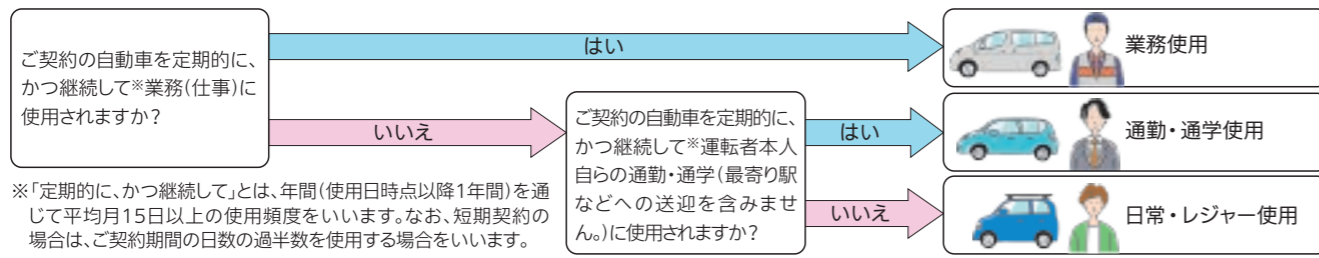 ご契約の自動車を定期的に、
かつ継続して※業務(仕事)に
使用されますか?
はい
業務使用
いいえ
ご契約の自動車を定期的に、
かつ継続して※運転者本人
自らの通勤・通学(最寄り駅
などへの送迎を含みませ
ん。)に使用されますか?
はい
通勤・通学使用
いいえ
日常・レジャー使用
※「定期的に、かつ継続して」とは、年間(使用日時点以降1年間)を通
じて平均月15日以上の使用頻度をいいます。なお、短期契約の
場合は、ご契約期間の日数の過半数を使用する場合をいいます。